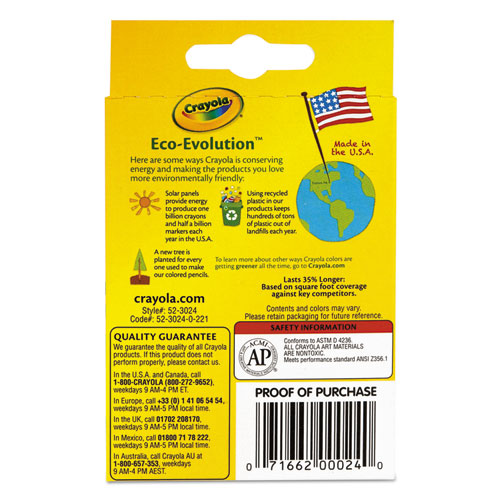 Crayola
Eco-Evolution™
Here are some ways Crayola is conserving
energy and making the products you love
more environmentally friendly:
Solar panels
provide energy
to produce one
billion crayons
and half a billion
markers each
year in the U.S.A.
Using recycled
plastic in our
products keeps
hundreds of tons
of plastic out of
landfills each year.
A new tree is
planted for every
one used to make
our colored pencils.
Made in
the U.S.A.
To learn more about other ways Crayola colors are
getting greener all the time, go to Crayola.com.
crayola.com
Style#: 52-3024
Code#: 52-3024-0-221
Lasts 35% Longer:
Based on square foot coverage
against key competitors.
Contents and colors may vary.
Please retain packaging for future reference.
QUALITY GUARANTEE
We guarantee the quality of all Crayola
products. If this product does not
perform properly, please contact us.
In the U.S.A. and Canada, call
1-800-CRAYOLA (800-272-9652),
weekdays 9 AM-4 PM ET.
In Europe, call +33 (0) 1 41 06 54 54,
weekdays 9 AM-5 PM local time.
In the UK, call 01702 208170,
weekdays 9 AM-5 PM local time.
In Mexico, call 01800 71 78 222,
weekdays 9 AM-5 PM local time.
In Australia, call Crayola AU at
1-800-657-353, weekdays
9 AM-4 PM ET.
SAFETY INFORMATION
ACMI
AP
Conforms to ASTM D 4236.
ALL CRAYOLA ART MATERIALS
ARE NONTOXIC.
Meets performance standard ANSI Z356.1
PROOF OF PURCHASE
0 71662 00024 0